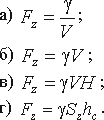 а) F_z = γ/V;
б) F_z = γV;
в) F_z = γVH;
г) F_z = γS_z h_c.